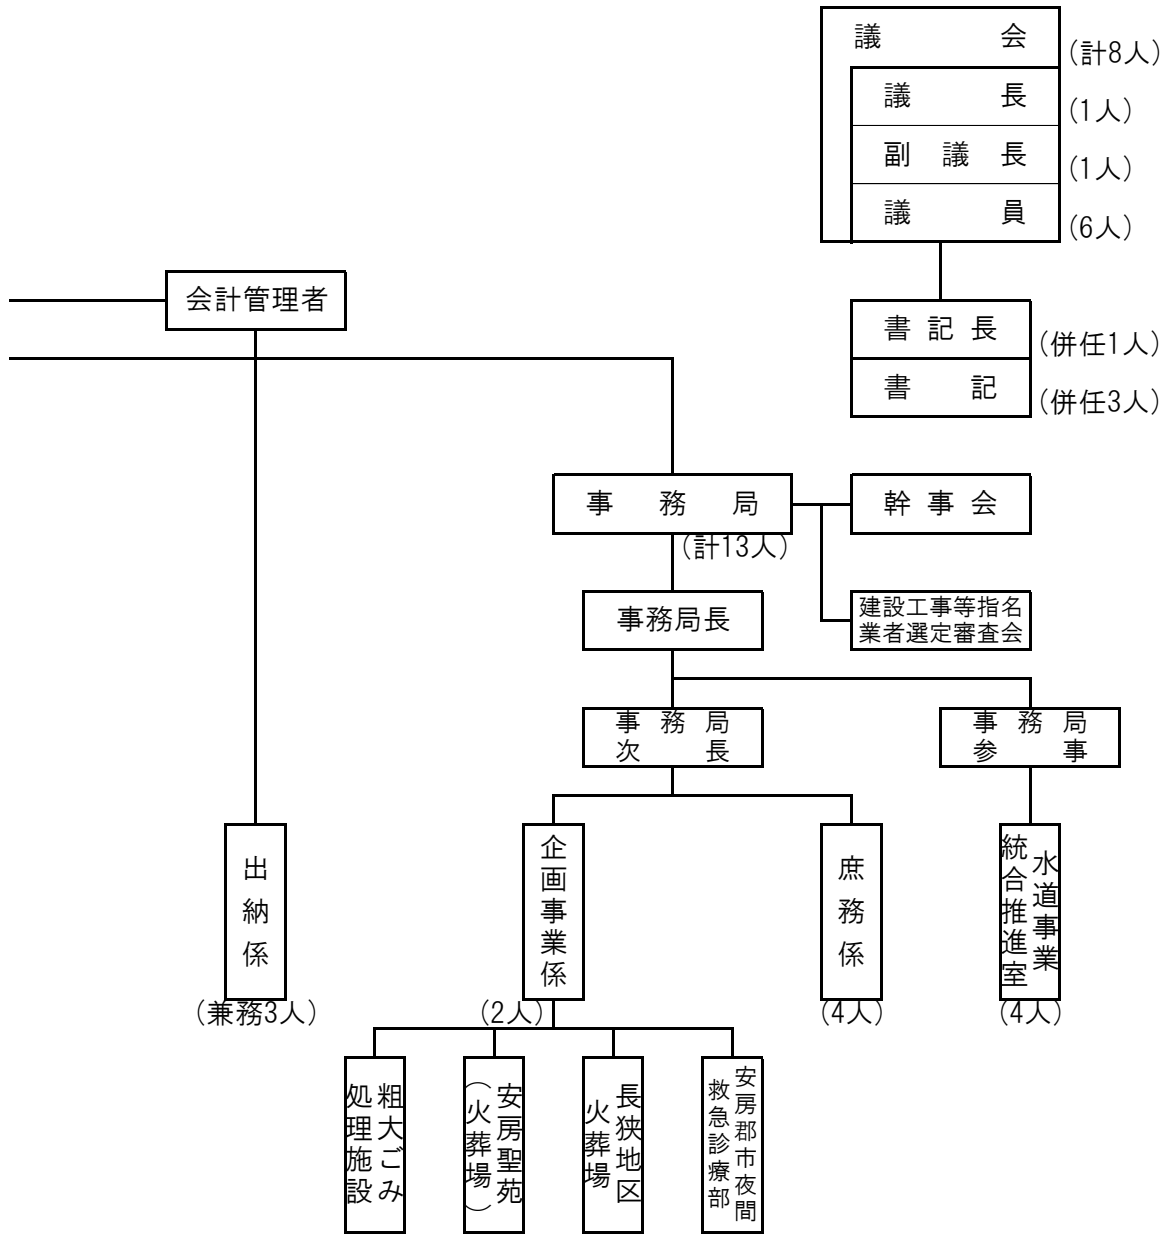 議会
(計8人)
議長
(1人)
副議長
(1人)
議員
(6人)
会計管理者
書記長
(併任1人)
書記
(併任3人)
事務局
(計13人)
幹事会
事務局長
建設工事等指名
業者選定審査会
事務局
次長
事務局
参事
出納係
(兼務3人)
企画事業係
(2人)
庶務係
(4人)
水道事業
統合推進室
(4人)
粗大ごみ
処理施設
安房聖苑
(火葬場)
長狭地区
火葬場
安房郡市夜間
救急診療部